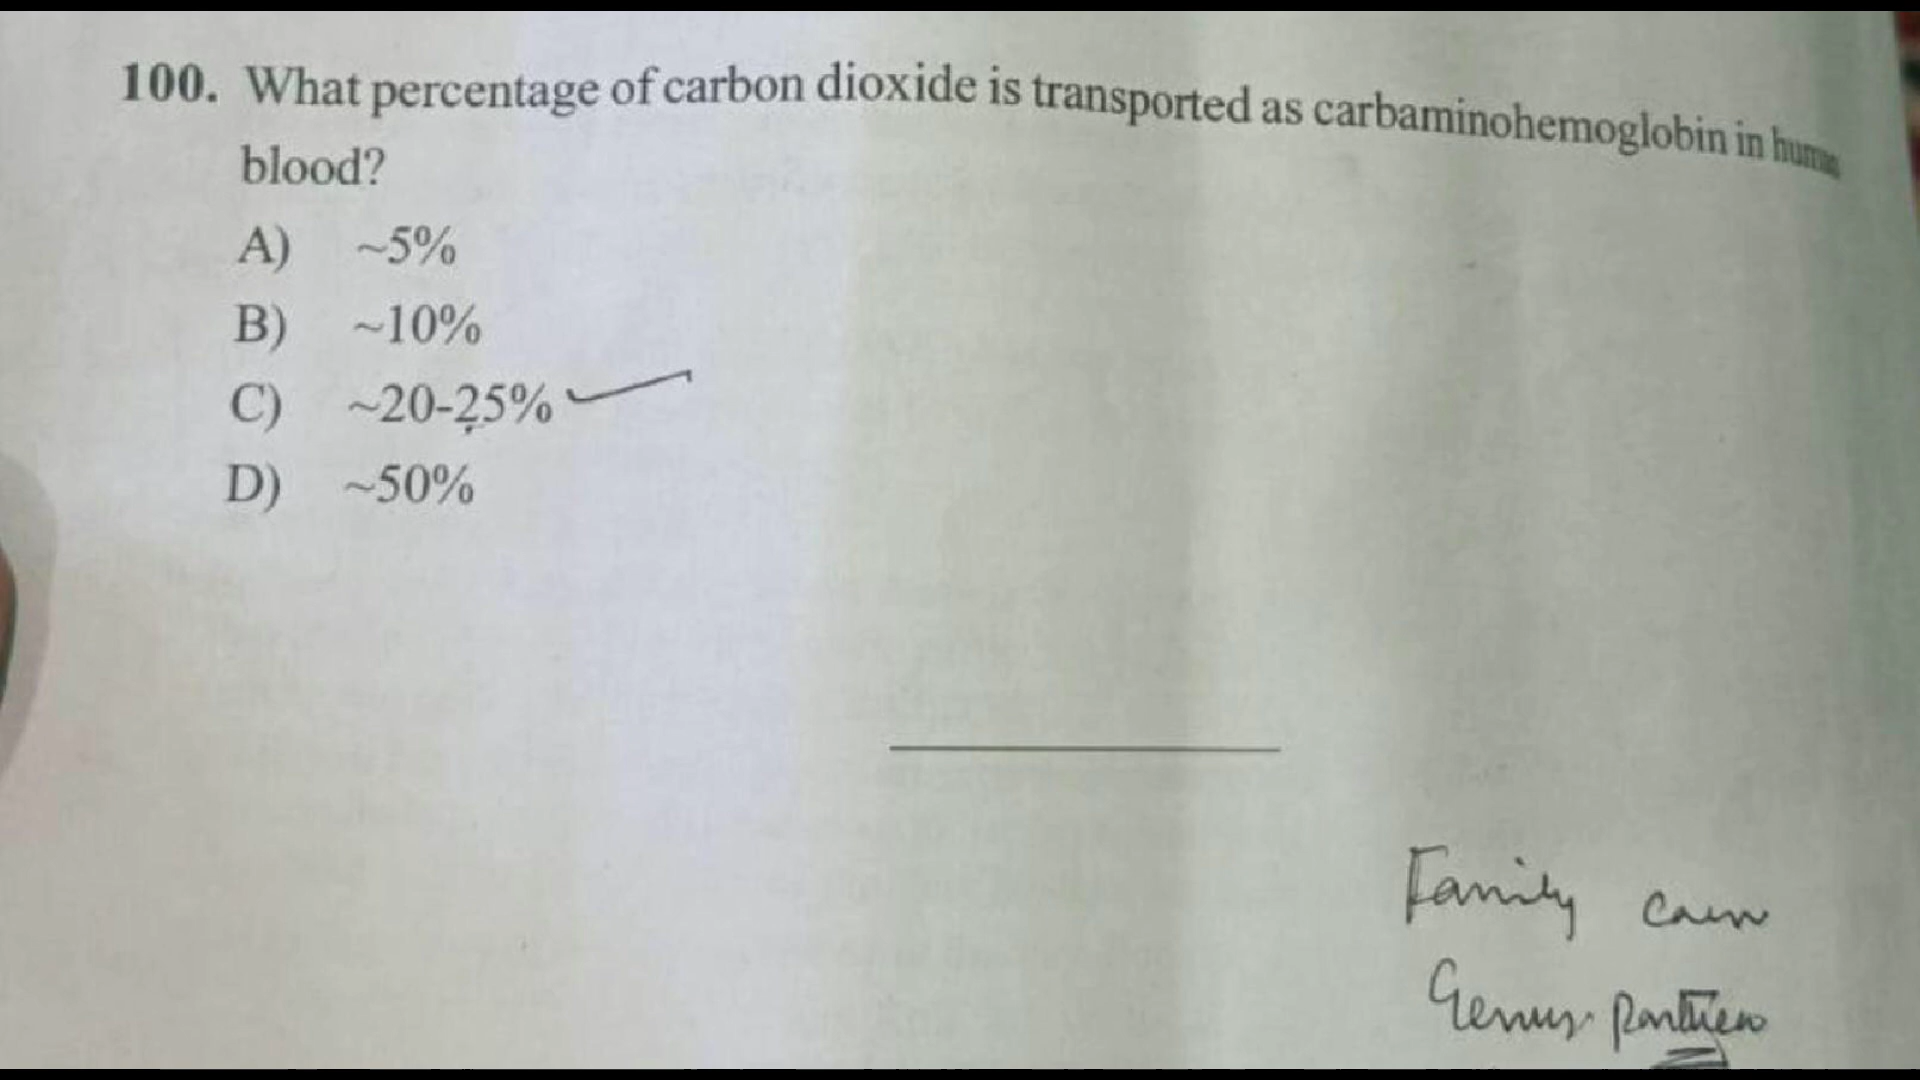 100. What percentage of carbon dioxide is transported as carbaminohemoglobin in human
blood?
A) ~5%
B) ~10%
C) ~20-25%
D) ~50%
Family
Genus